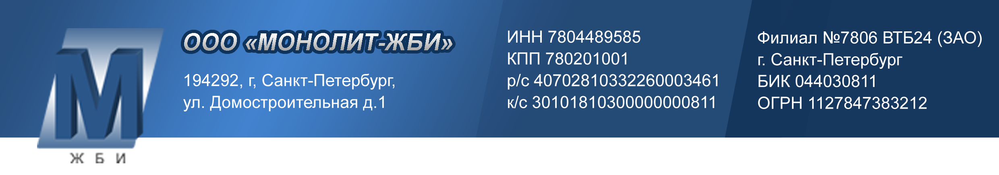 М
ЖБИ
ООО «МОНОЛИТ-ЖБИ»
194292, г, Санкт-Петербург,
ул. Домостроительная д.1
ИНН 7804489585
КПП 780201001
р/с 40702810332260003461
к/с 30101810300000000811
Филиал №7806 ВТБ24 (ЗАО)
г. Санкт-Петербург
БИК 044030811
ОГРН 1127847383212